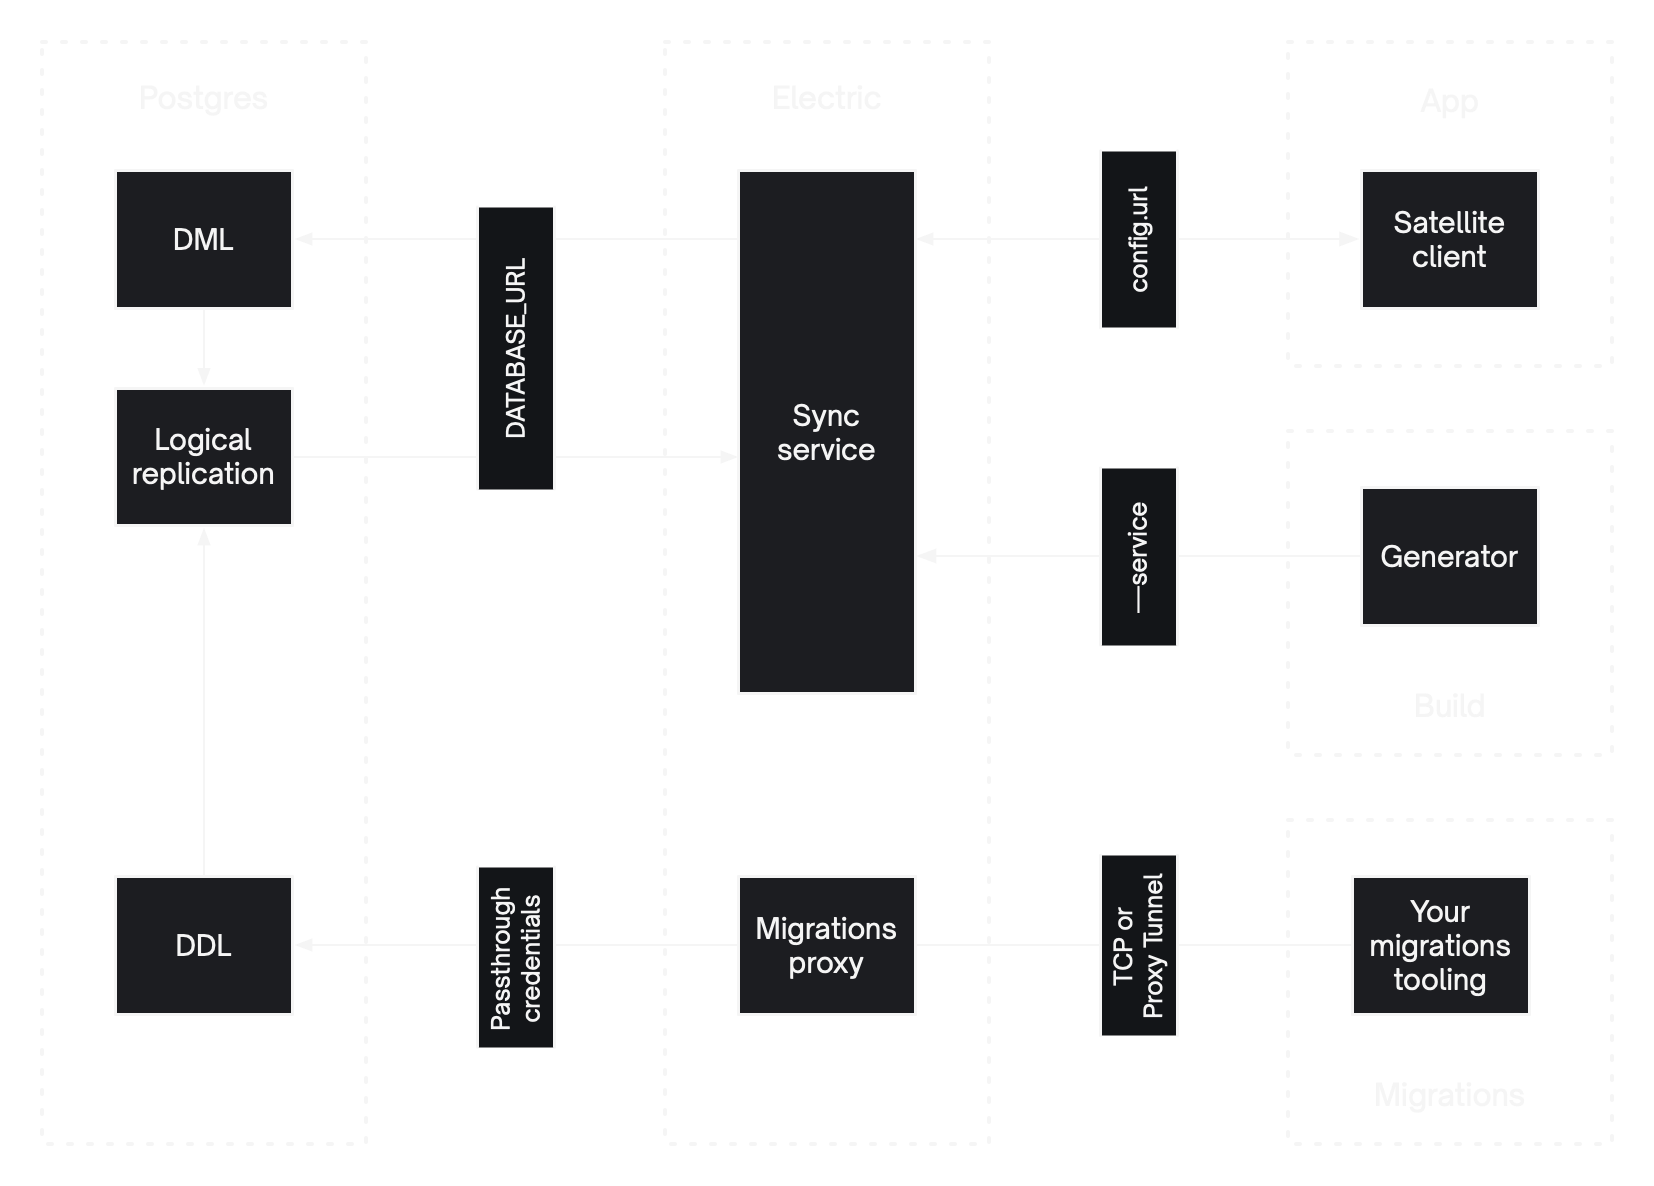 Postgres
Electric
App
DML
DATABASE_URL
Sync
service
config.url
Satellite
client
Logical
replication
—service
Generator
Build
DDL
Passthrough
credentials
Migrations
proxy
TCP or
Proxy Tunnel
Your
migrations
tooling
Migrations